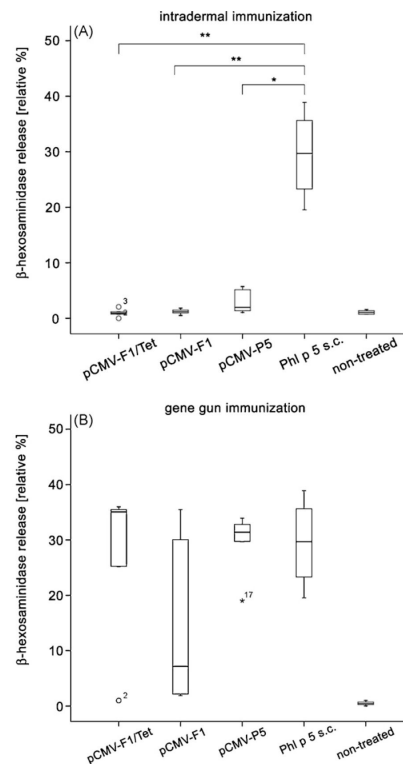 intradermal immunization
(A)
**
**
*
β-hexosaminidase release [relative %]
50
40
30
20
10
0
3
pCMV-F1/Tet
pCMV-F1
pCMV-P5
Phl p 5 s.c.
non-treated
gene gun immunization
(B)
β-hexosaminidase release [relative %]
50
40
30
20
10
0
*17
2
pCMV-F1/Tet
pCMV-F1
pCMV-P5
Phl p 5 s.c.
non-treated